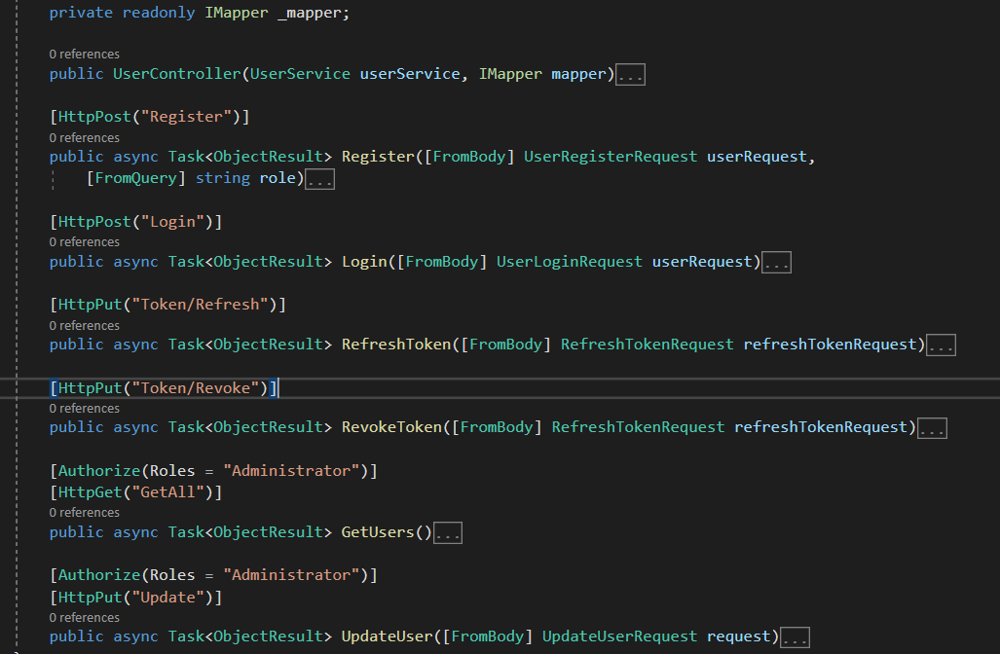 private readonly IMapper _mapper;
0 references
public UserController(UserService userService, IMapper mapper)...
[HttpPost("Register")]
0 references
public async Task<ObjectResult> Register([FromBody] UserRegisterRequest userRequest,
[FromQuery] string role)...
[HttpPost("Login")]
0 references
public async Task<ObjectResult> Login([FromBody] UserLoginRequest userRequest)...
[HttpPut("Token/Refresh")]
0 references
public async Task<ObjectResult> RefreshToken([FromBody] RefreshTokenRequest refreshTokenRequest)...
[HttpPut("Token/Revoke")]
0 references
public async Task<ObjectResult> RevokeToken([FromBody] RefreshTokenRequest refreshTokenRequest)...
[Authorize(Roles = "Administrator")]
[HttpGet("GetAll")]
0 references
public async Task<ObjectResult> GetUsers()...
[Authorize(Roles = "Administrator")]
[HttpPut("Update")]
0 references
public async Task<ObjectResult> UpdateUser([FromBody] UpdateUserRequest request)...